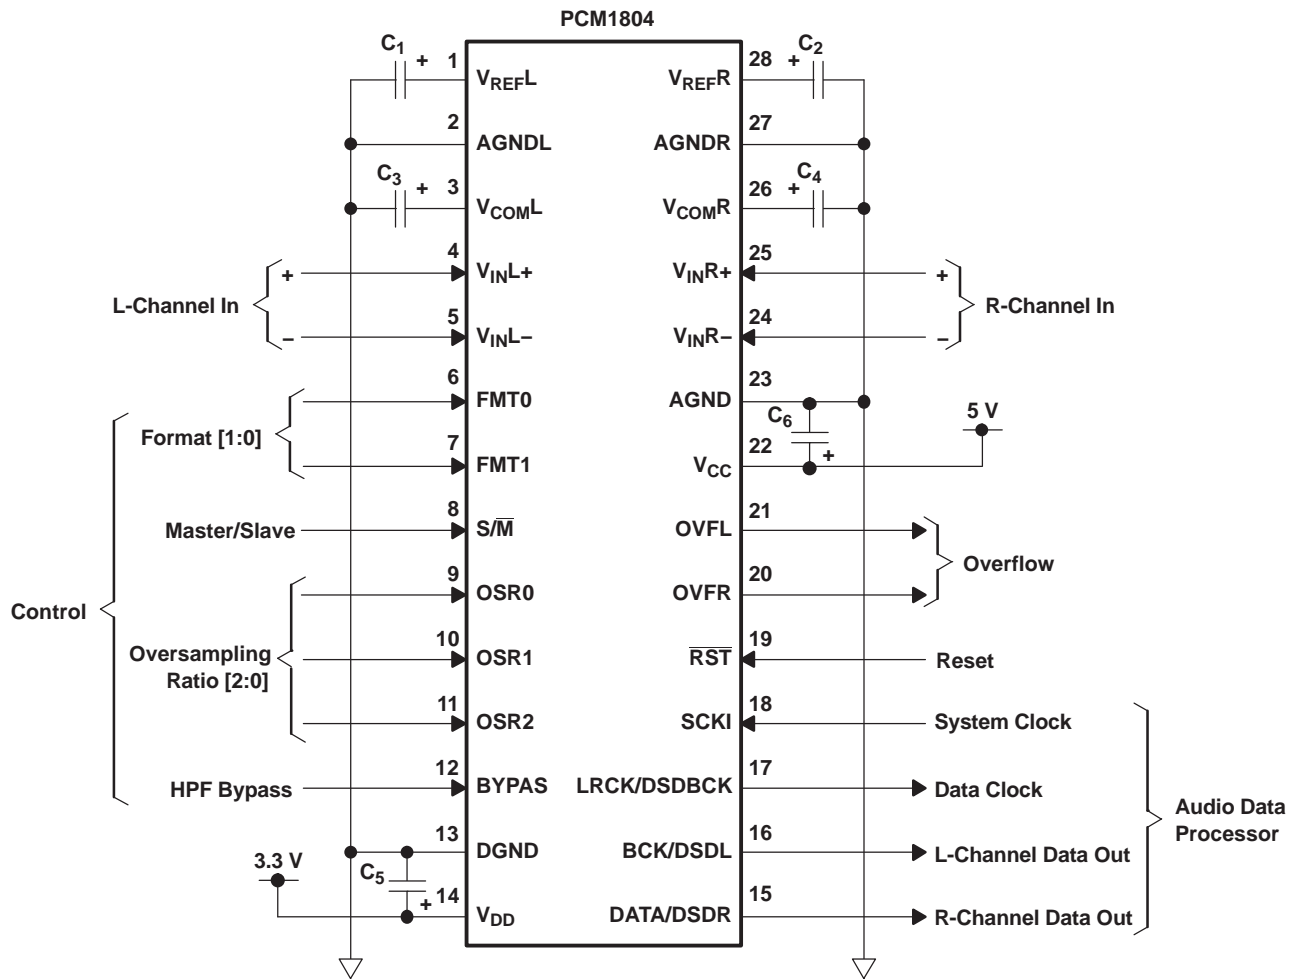 PCM1804
C1
+
1
VREFL
28
VREFR
+
C2
2
AGNDL
27
AGNDR
C3
+
3
VCOML
26
VCOMR
+
C4
L-Channel In
+
4
VINL+
25
VINR+
+
R-Channel In
−
5
VINL−
24
VINR−
−
Control
Format [1:0]
6
FMT0
23
AGND
C6
+
5 V
7
FMT1
22
VCC
Master/Slave
8
S/M̅
21
OVFL
Overflow
9
OSR0
20
OVFR
Oversampling
Ratio [2:0]
10
OSR1
19
R̅S̅T̅
Reset
11
OSR2
18
SCKI
System Clock
HPF Bypass
12
BYPAS
17
LRCK/DSDBCK
Data Clock
Audio Data
Processor
3.3 V
C5
+
13
DGND
16
BCK/DSDL
L-Channel Data Out
14
VDD
15
DATA/DSDR
R-Channel Data Out